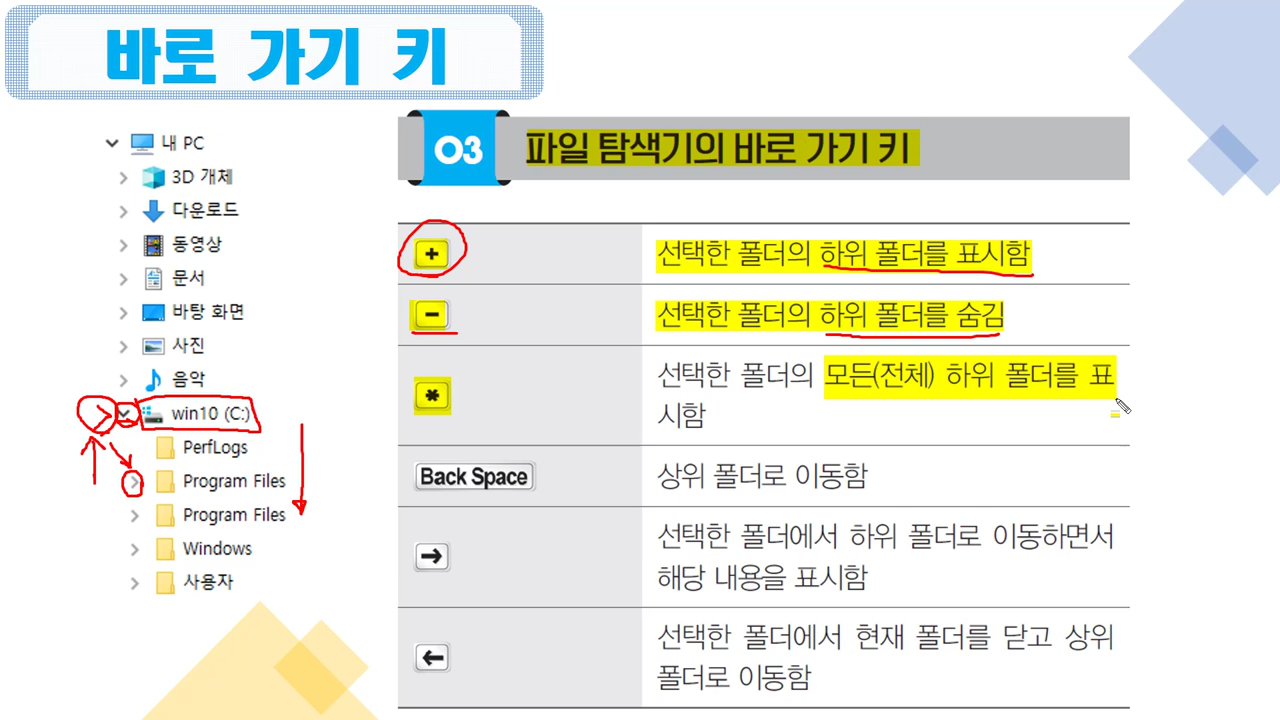 바로 가기 키
내 PC
3D 개체
다운로드
동영상
문서
바탕 화면
사진
음악
win10 (C:)
PerfLogs
Program Files
Program Files
Windows
사용자
03 파일 탐색기의 바로 가기 키
+ 선택한 폴더의 하위 폴더를 표시함
- 선택한 폴더의 하위 폴더를 숨김
* 선택한 폴더의 모든(전체) 하위 폴더를 표
시함
Back Space 상위 폴더로 이동함
→ 선택한 폴더에서 하위 폴더로 이동하면서
해당 내용을 표시함
← 선택한 폴더에서 현재 폴더를 닫고 상위
폴더로 이동함